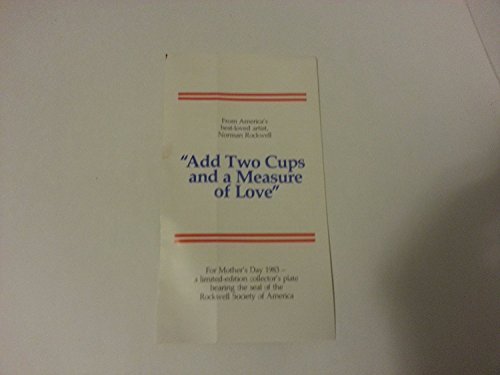 From America's
best-loved artist,
Norman Rockwell
"Add Two Cups
and a Measure
of Love"
For Mother's Day 1983 –
a limited-edition collector's plate
bearing the seal of the
Rockwell Society of America